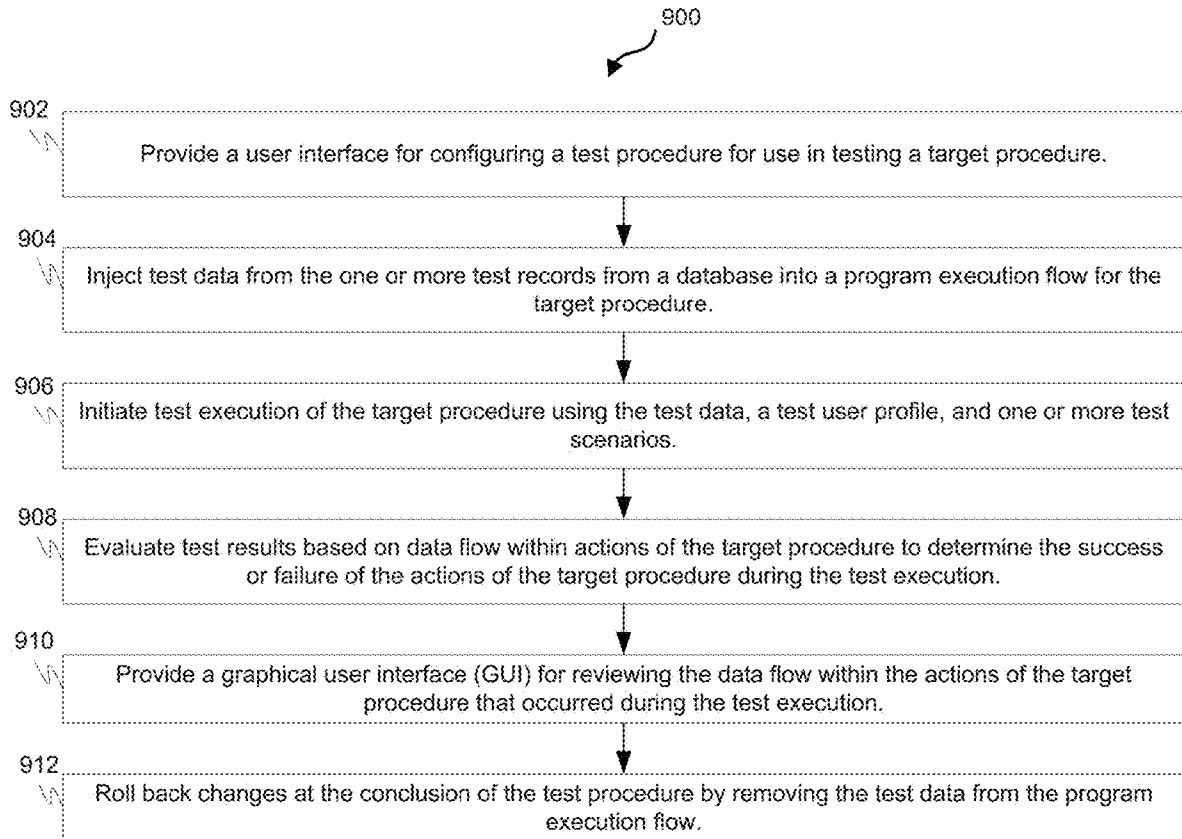 900
902
Provide a user interface for configuring a test procedure for use in testing a target procedure.
904
Inject test data from the one or more test records from a database into a program execution flow for the
target procedure.
906
Initiate test execution of the target procedure using the test data, a test user profile, and one or more test
scenarios.
908
Evaluate test results based on data flow within actions of the target procedure to determine the success
or failure of the actions of the target procedure during the test execution.
910
Provide a graphical user interface (GUI) for reviewing the data flow within the actions of the target
procedure that occurred during the test execution.
912
Roll back changes at the conclusion of the test procedure by removing the test data from the program
execution flow.